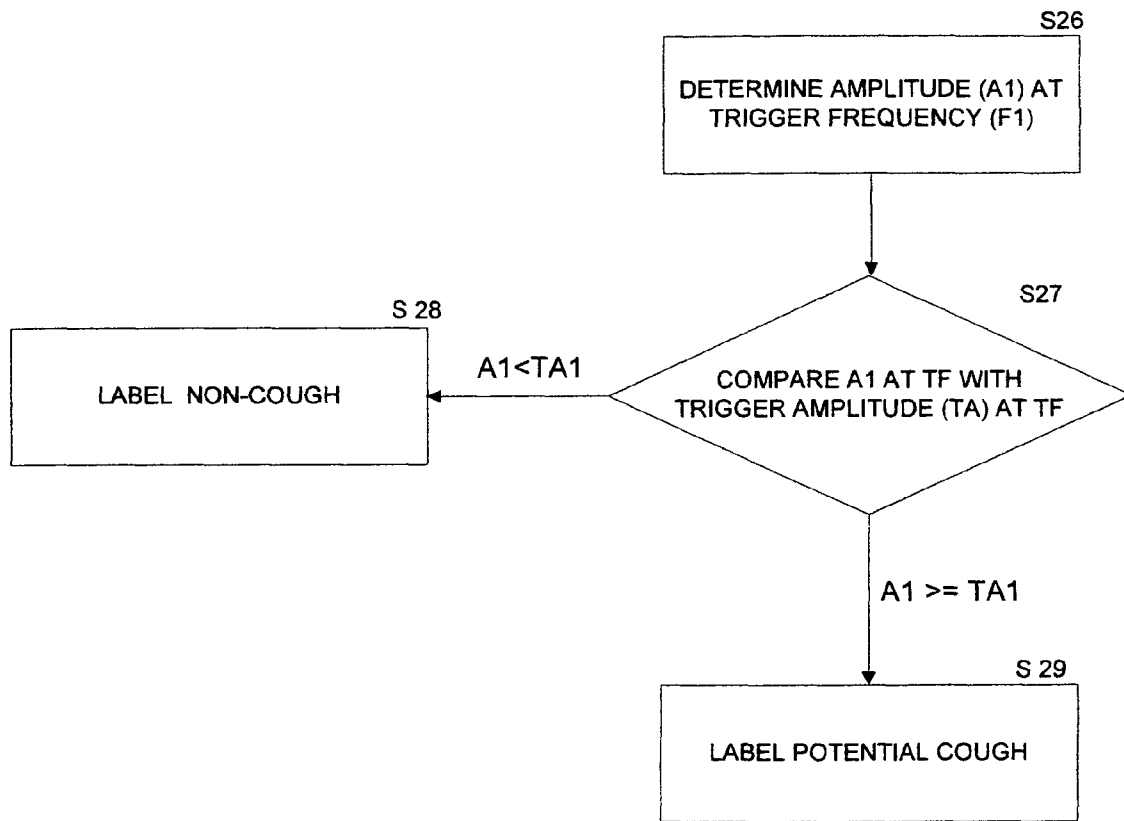 S26
DETERMINE AMPLITUDE (A1) AT
TRIGGER FREQUENCY (F1)
S27
COMPARE A1 AT TF WITH
TRIGGER AMPLITUDE (TA) AT TF
A1<TA1
S 28
LABEL NON-COUGH
A1 >= TA1
S 29
LABEL POTENTIAL COUGH